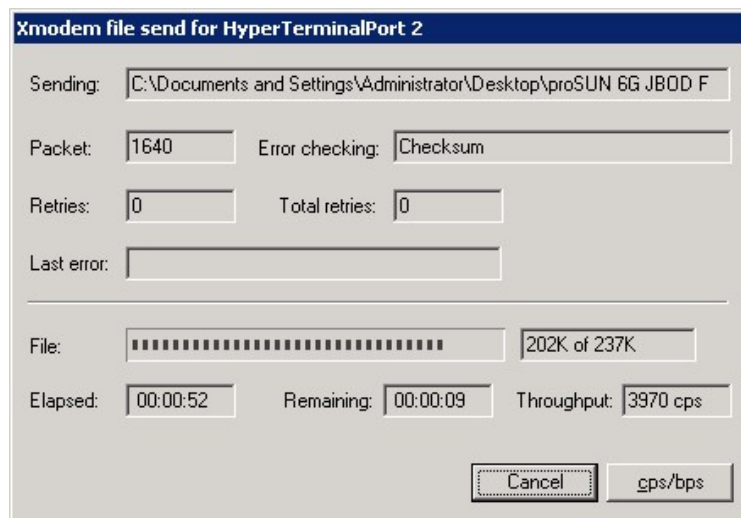 Xmodem file send for HyperTerminalPort 2
Sending: C:\Documents and Settings\Administrator\Desktop\proSUN 6G JBOD F
Packet: 1640 Error checking: Checksum
Retries: 0 Total retries: 0
Last error:
File: 202K of 237K
Elapsed: 00:00:52 Remaining: 00:00:09 Throughput: 3970 cps
Cancel cps/bps